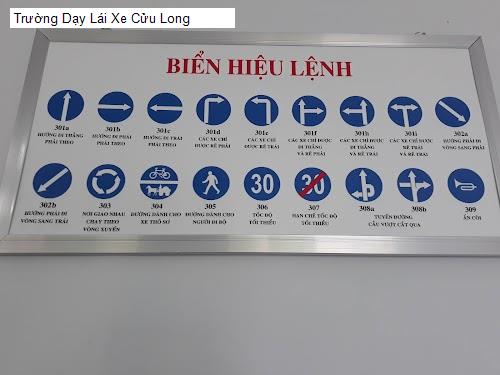 Trường Dạy Lái Xe Cửu Long
BIỂN HIỆU LỆNH
301a 301b 301c 301d 301e 301f 301h 301i 302a
HƯỚNG ĐI THẲNG HƯỚNG ĐI PHẢI HƯỚNG ĐI TRÁI CÁC XE CHỈ CÁC XE CHỈ CÁC XE CHỈ ĐƯỢC CÁC XE CHỈ ĐƯỢC CÁC XE CHỈ ĐƯỢC HƯỚNG PHẢI ĐI
PHẢI THEO PHẢI THEO PHẢI THEO ĐƯỢC RẼ PHẢI ĐƯỢC RẼ TRÁI ĐI THẲNG ĐI THẲNG RẼ TRÁI VÒNG SANG PHẢI
VÀ RẼ PHẢI VÀ RẼ TRÁI VÀ RẼ PHẢI
30 30
302b 303 304 305 306 307 308a 308b 309
HƯỚNG PHẢI ĐI NƠI GIAO NHAU ĐƯỜNG DÀNH CHO ĐƯỜNG DÀNH CHO TỐC ĐỘ HẠN CHẾ TỐC ĐỘ TUYẾN ĐƯỜNG ẤN CÒI
VÒNG SANG TRÁI CHẠY THEO XE THÔ SƠ NGƯỜI ĐI BỘ TỐI THIỂU TỐI THIỂU CẦU VƯỢT CẮT QUA
VÒNG XUYẾN